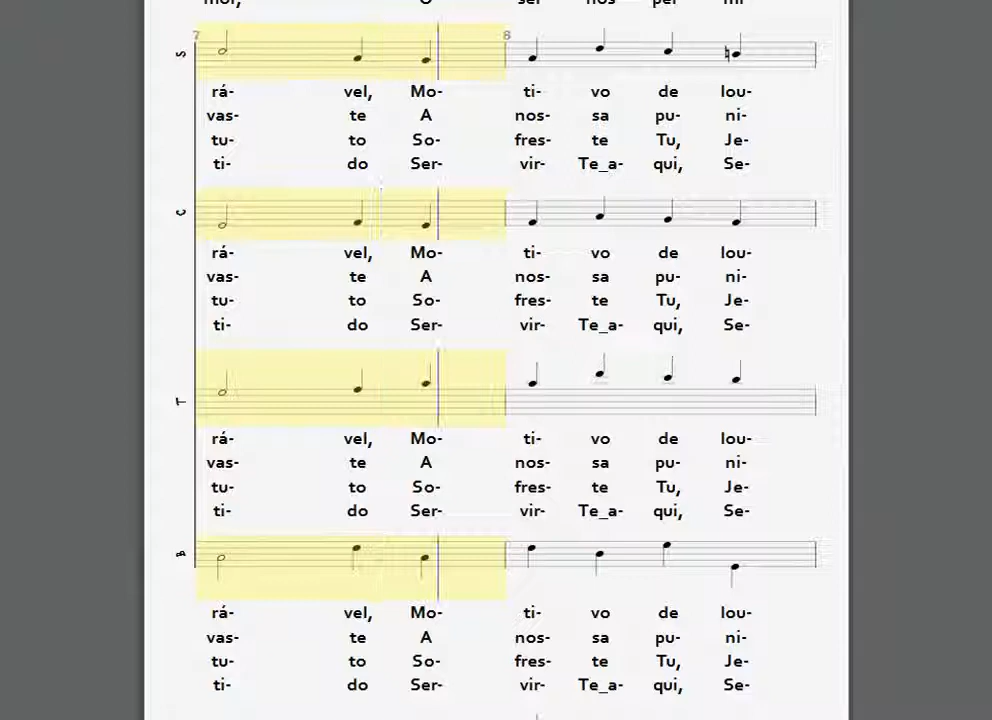 7 8
S
rá- vel, Mo- ti- vo de lou-
vas- te A nos- sa pu- ni-
tu- to So- fres- te Tu, Je-
ti- do Ser- vir- Te_a- qui, Se-
C
rá- vel, Mo- ti- vo de lou-
vas- te A nos- sa pu- ni-
tu- to So- fres- te Tu, Je-
ti- do Ser- vir- Te_a- qui, Se-
T
rá- vel, Mo- ti- vo de lou-
vas- te A nos- sa pu- ni-
tu- to So- fres- te Tu, Je-
ti- do Ser- vir- Te_a- qui, Se-
B
rá- vel, Mo- ti- vo de lou-
vas- te A nos- sa pu- ni-
tu- to So- fres- te Tu, Je-
ti- do Ser- vir- Te_a- qui, Se-